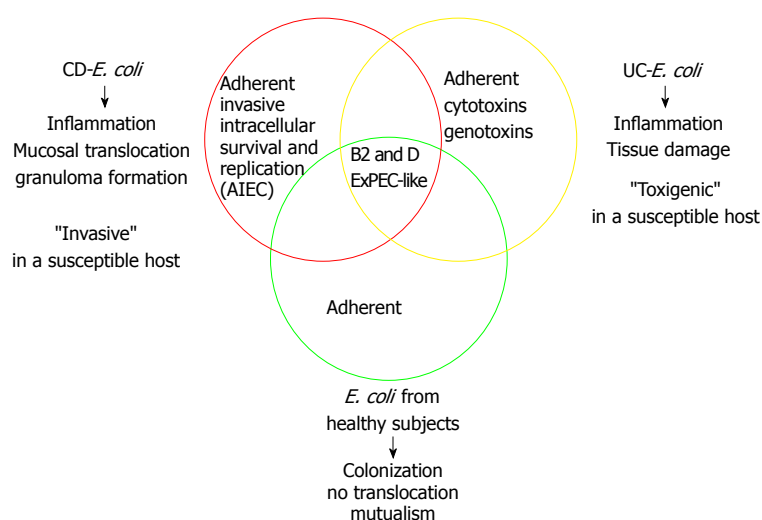 CD-E. coli
Inflammation
Mucosal translocation
granuloma formation
"Invasive"
in a susceptible host
Adherent
invasive
intracellular
survival and
replication
(AIEC)
B2 and D
ExPEC-like
Adherent
cytotoxins
genotoxins
UC-E. coli
Inflammation
Tissue damage
"Toxigenic"
in a susceptible host
Adherent
E. coli from
healthy subjects
Colonization
no translocation
mutualism